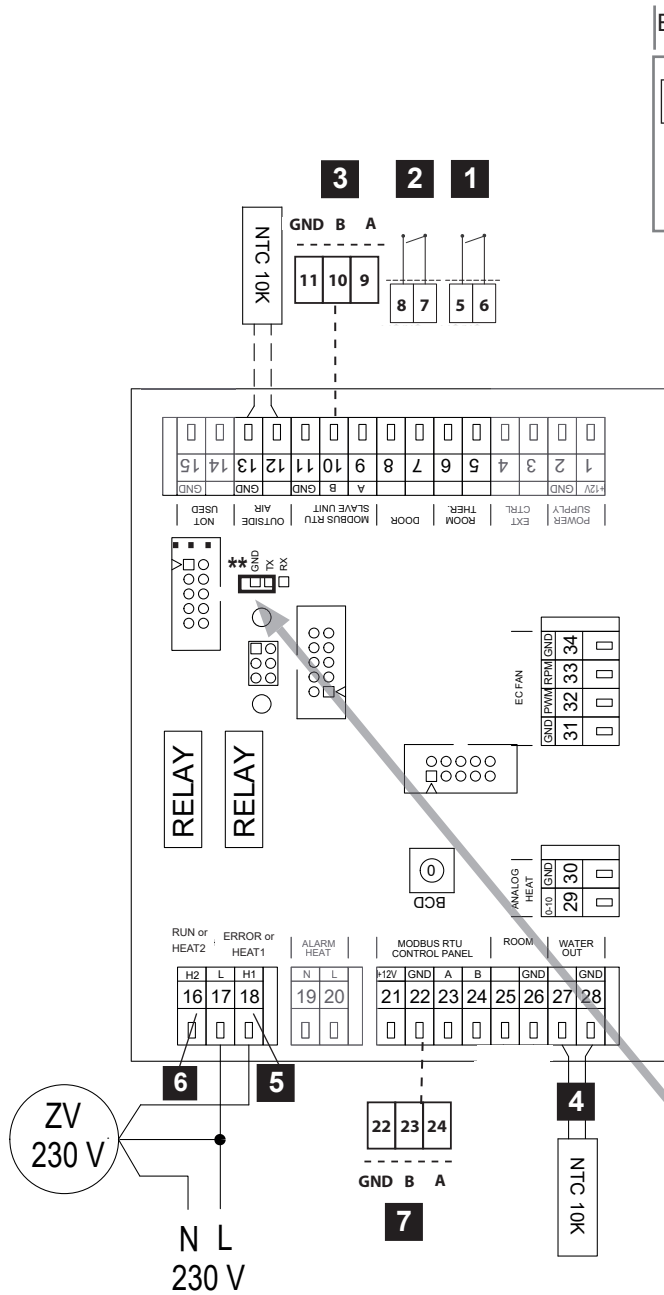 E
3 2 1
GND B A
NTC 10K
11 10 9
8 7
5 6
15 14 13 12 11 10 9 8 7 6 5 4 3 2 1
GND GND GND B A GND +12V
NOT USED
OUTSIDE AIR
MODBUS RTU SLAVE UNIT
DOOR
ROOM THER.
EXT CTRL
POWER SUPPLY
**
GND
TX
RX
EC FAN
GND 34
RPM 33
PWM 32
GND 31
RELAY
RELAY
0
BCD
ANALOG HEAT
GND 30
0-10 29
RUN or HEAT2
ERROR or HEAT1
ALARM HEAT
MODBUS RTU CONTROL PANEL
ROOM
WATER OUT
H2 L H1 N L +12V GND A B GND GND
16 17 18 19 20 21 22 23 24 25 26 27 28
6 5 4
ZV
230 V
22 23 24
GND B A
7
NTC 10K
N L
230 V